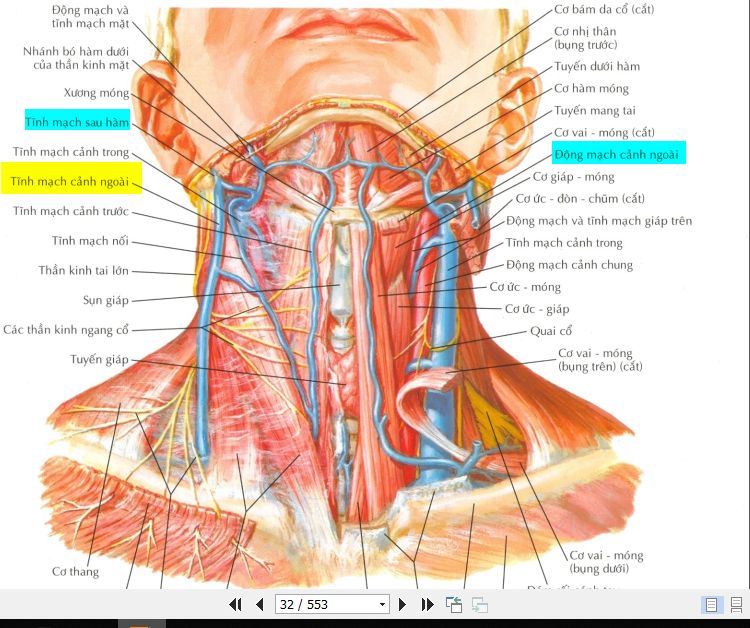 Động mạch và
tĩnh mạch mặt
Nhánh bó hàm dưới
của thần kinh mặt
Xương móng
Tĩnh mạch sau hàm
Tĩnh mạch cảnh trong
Tĩnh mạch cảnh ngoài
Tĩnh mạch cảnh trước
Tĩnh mạch nối
Thần kinh tai lớn
Sụn giáp
Các thần kinh ngang cổ
Tuyến giáp
Cơ thang
Cơ bám da cổ (cắt)
Cơ nhị thân
(bụng trước)
Tuyến dưới hàm
Cơ hàm móng
Tuyến mang tai
Cơ vai - móng (cắt)
Động mạch cảnh ngoài
Cơ giáp - móng
Cơ ức - đòn - chũm (cắt)
Động mạch và tĩnh mạch giáp trên
Tĩnh mạch cảnh trong
Động mạch cảnh chung
Cơ ức - móng
Cơ ức - giáp
Quai cổ
Cơ vai - móng
(bụng trên) (cắt)
Cơ vai - móng
(bụng dưới)
32 / 553